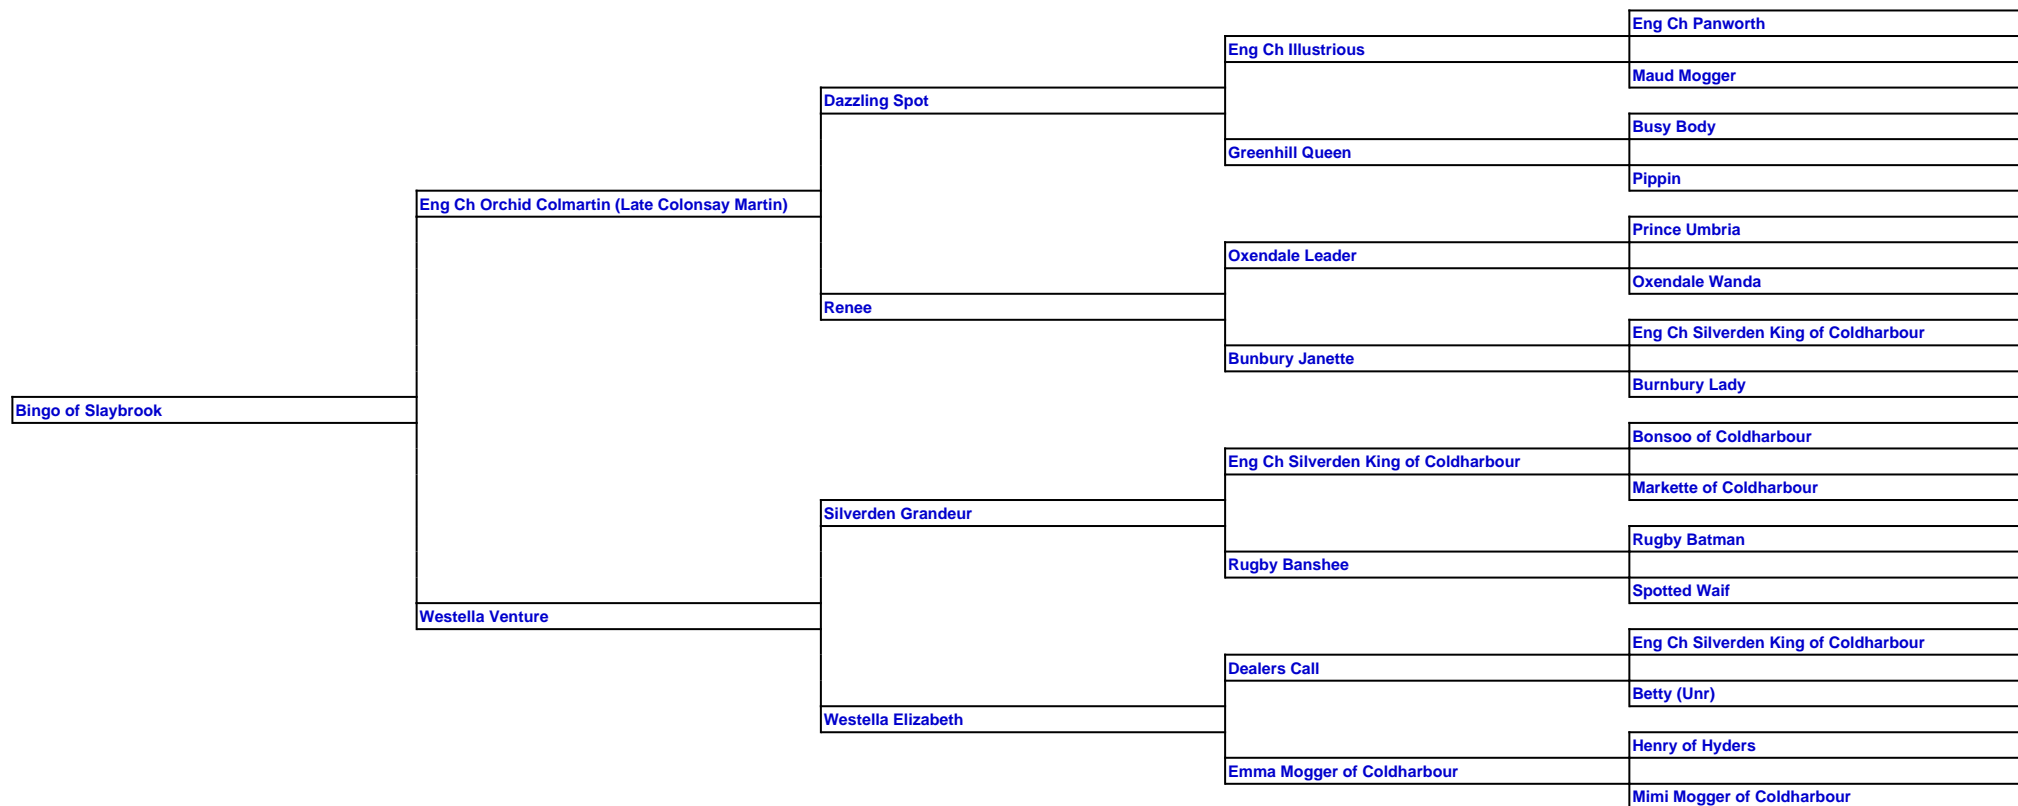 Eng Ch Panworth
Eng Ch Illustrious
Maud Mogger
Dazzling Spot
Busy Body
Greenhill Queen
Pippin
Eng Ch Orchid Colmartin (Late Colonsay Martin)
Prince Umbria
Oxendale Leader
Oxendale Wanda
Renee
Eng Ch Silverden King of Coldharbour
Bunbury Janette
Burnbury Lady
Bingo of Slaybrook
Bonsoo of Coldharbour
Eng Ch Silverden King of Coldharbour
Markette of Coldharbour
Silverden Grandeur
Rugby Batman
Rugby Banshee
Spotted Waif
Westella Venture
Eng Ch Silverden King of Coldharbour
Dealers Call
Betty (Unr)
Westella Elizabeth
Henry of Hyders
Emma Mogger of Coldharbour
Mimi Mogger of Coldharbour